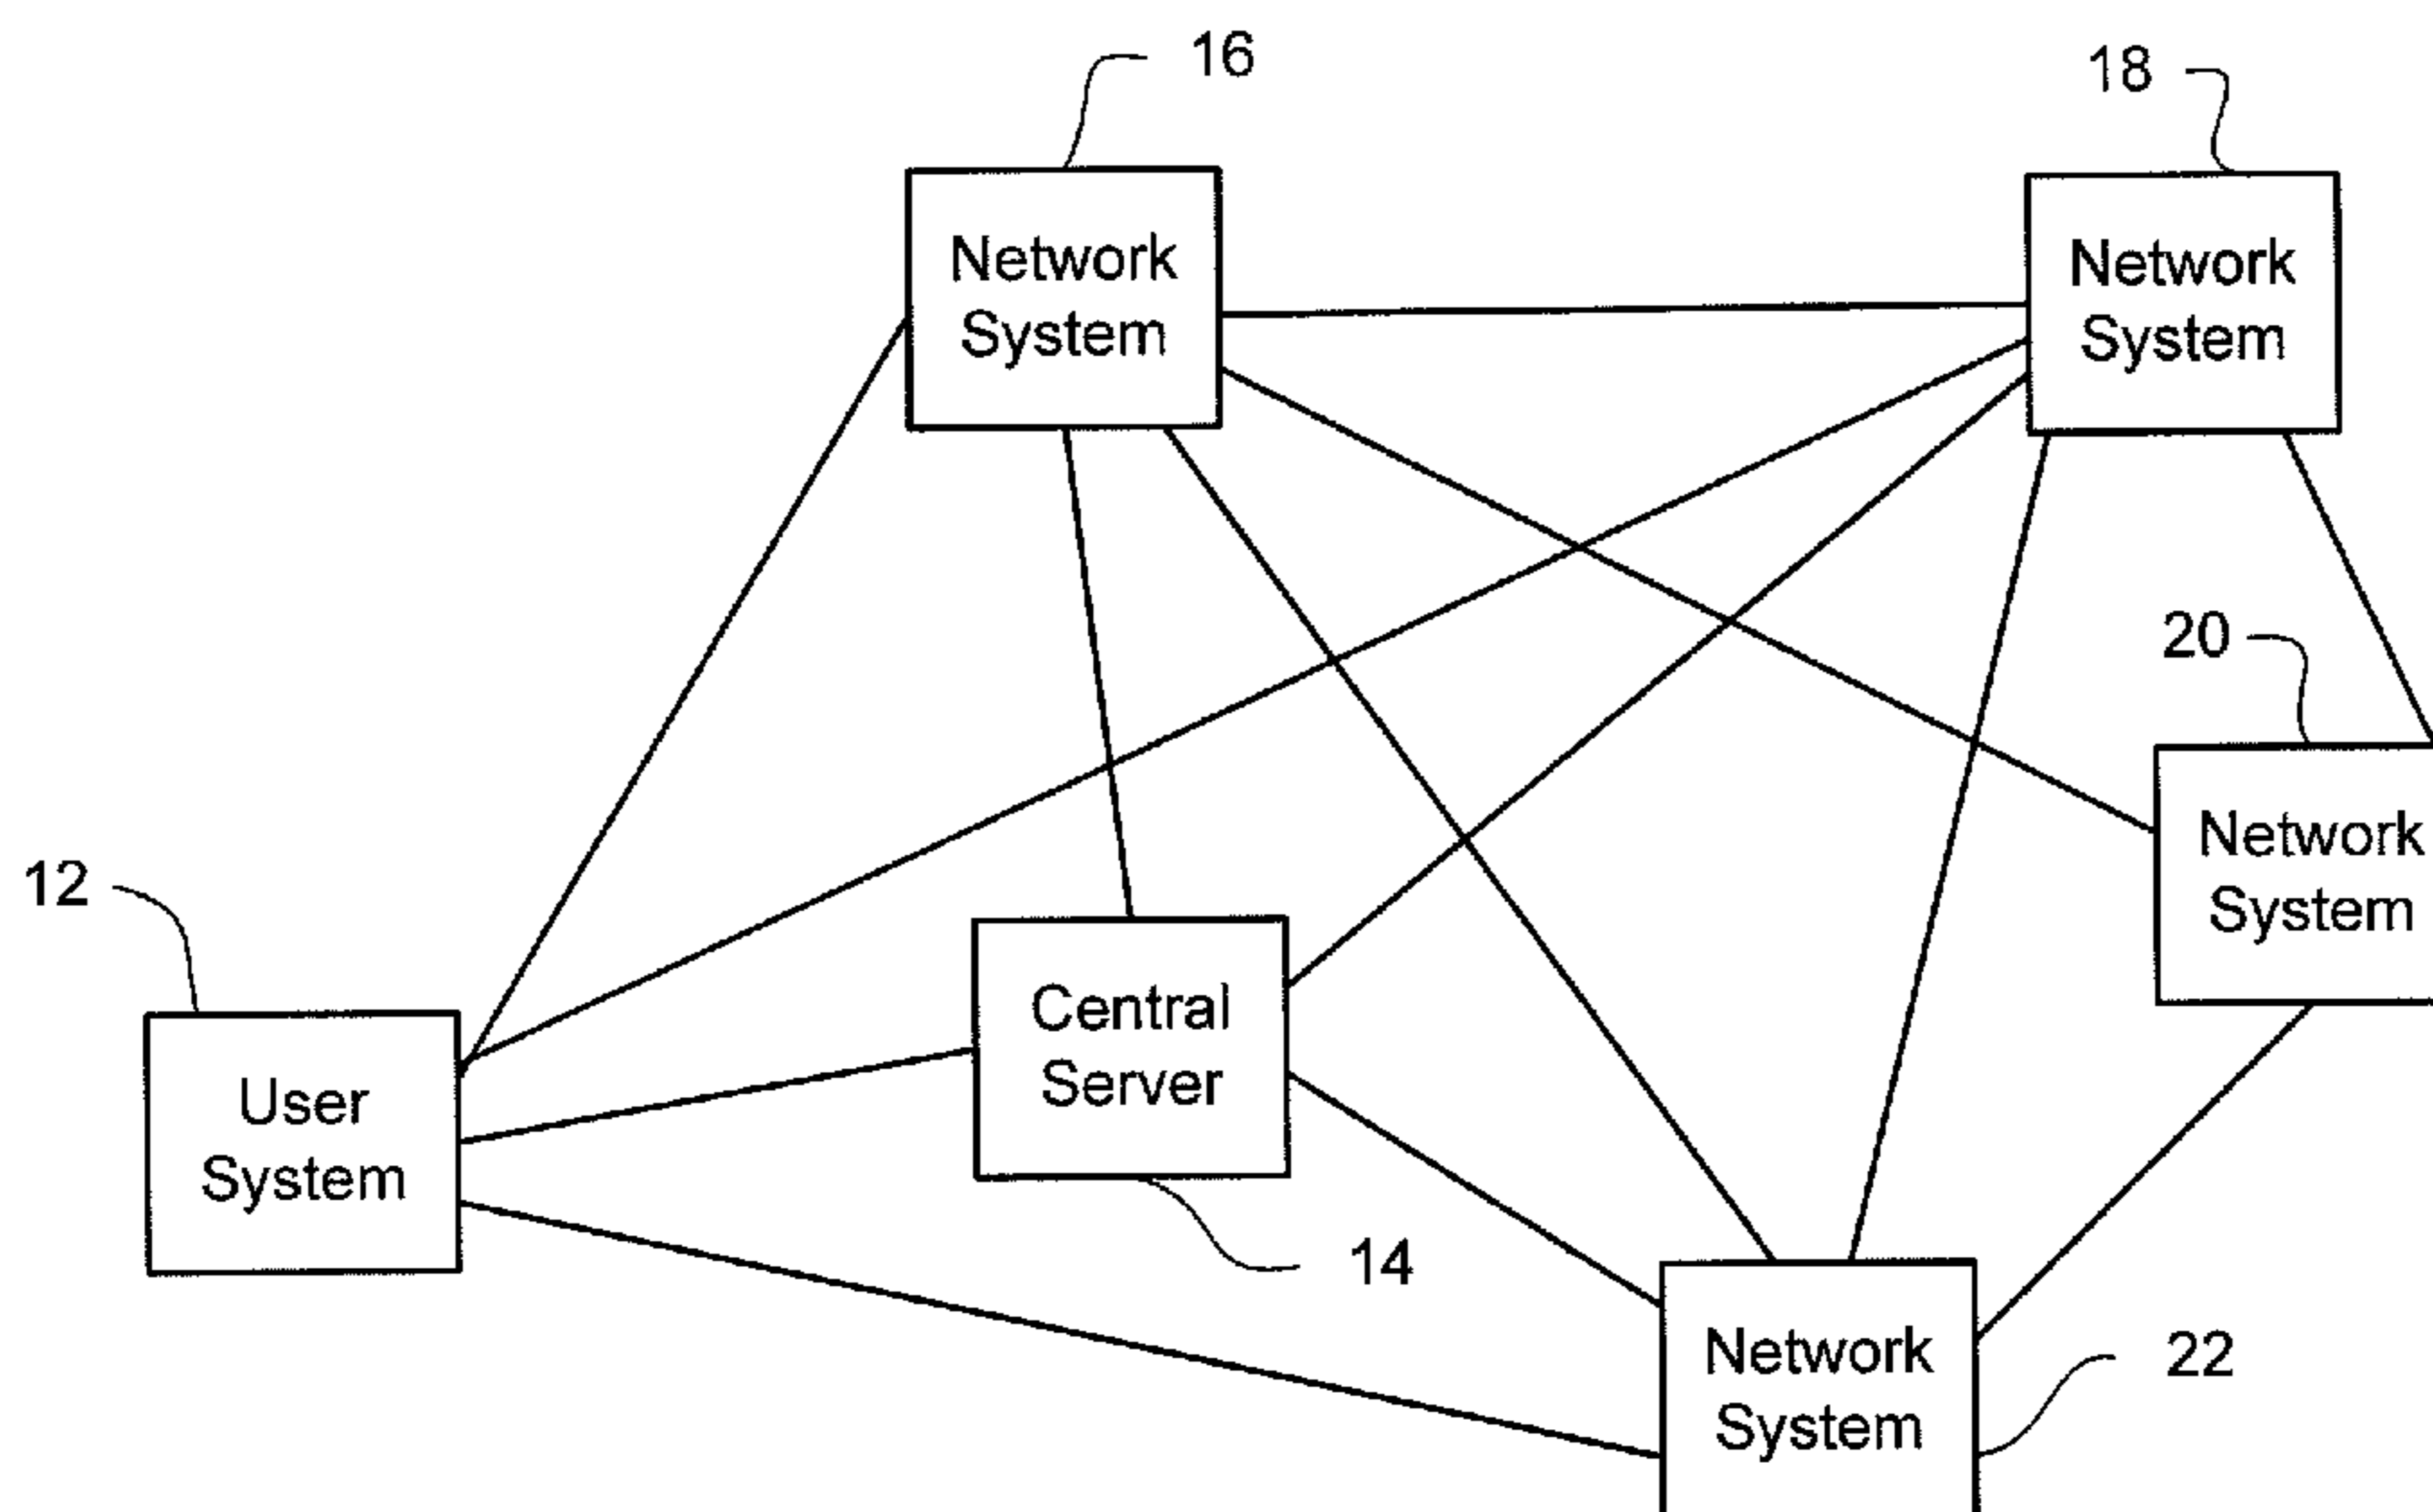 16
18
Network
System
Network
System
20
12
Network
System
Central
Server
User
System
14
Network
System
22